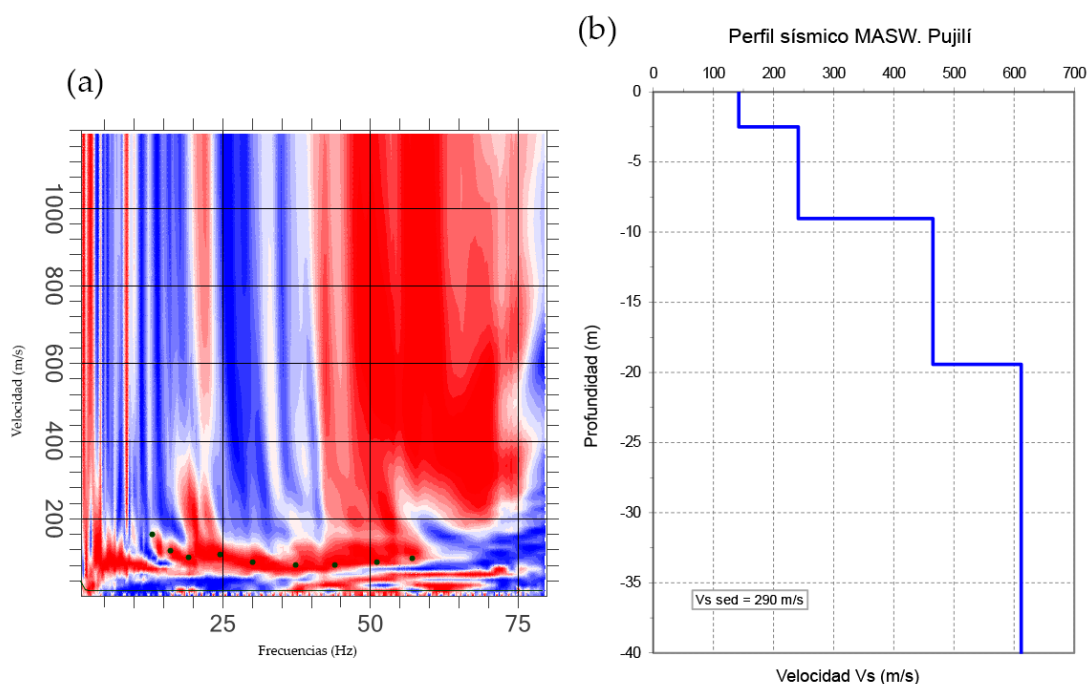 (a)
Velocidad (m/s)
1000
800
600
400
200
25
50
75
Frecuencias (Hz)
(b)
Perfil sísmico MASW. Pujilí
0 100 200 300 400 500 600 700
0
-5
-10
-15
-20
-25
-30
-35
-40
Profundidad (m)
Vs sed = 290 m/s
Velocidad Vs (m/s)